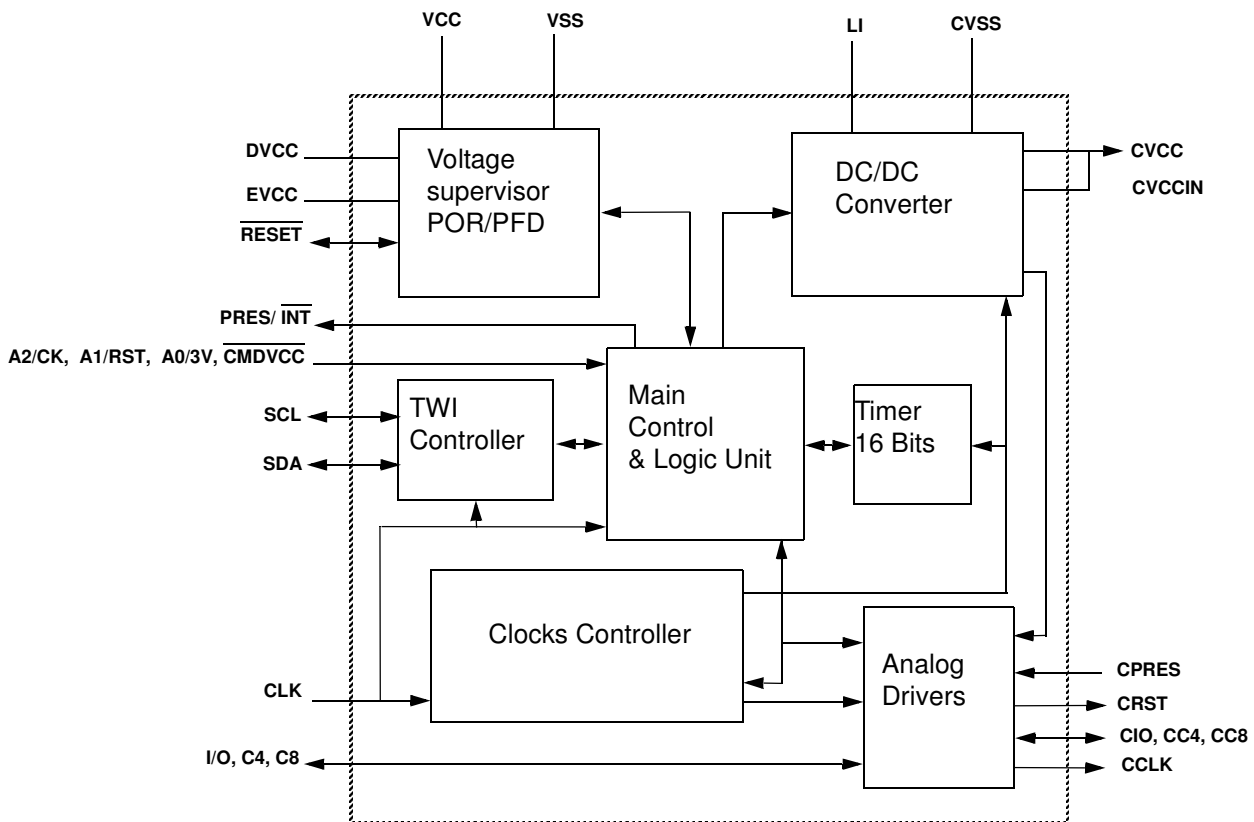 VCC
VSS
LI
CVSS
DVCC
EVCC
RESET
Voltage
supervisor
POR/PFD
DC/DC
Converter
CVCC
CVCCIN
PRES/ INT
A2/CK, A1/RST, A0/3V, CMDVCC
SCL
SDA
TWI
Controller
Main
Control
& Logic Unit
Timer
16 Bits
Clocks Controller
Analog
Drivers
CLK
I/O, C4, C8
CPRES
CRST
CIO, CC4, CC8
CCLK